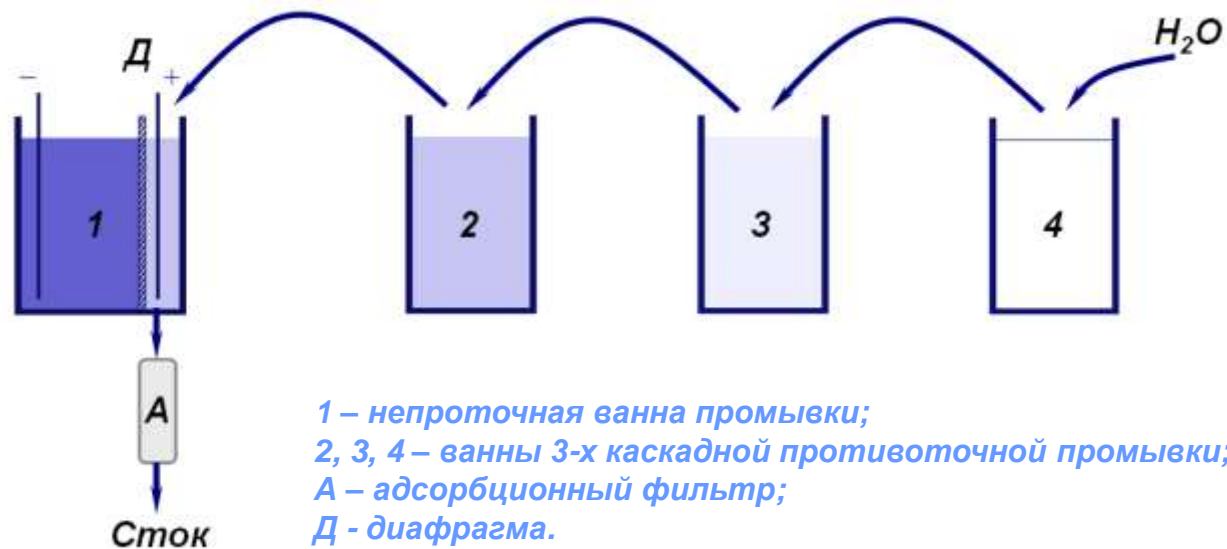 Д
H₂O
– +
1
2
3
4
А
Сток
1 – непроточная ванна промывки;
2, 3, 4 – ванны 3-х каскадной противоточной промывки;
А – адсорбционный фильтр;
Д - диафрагма.